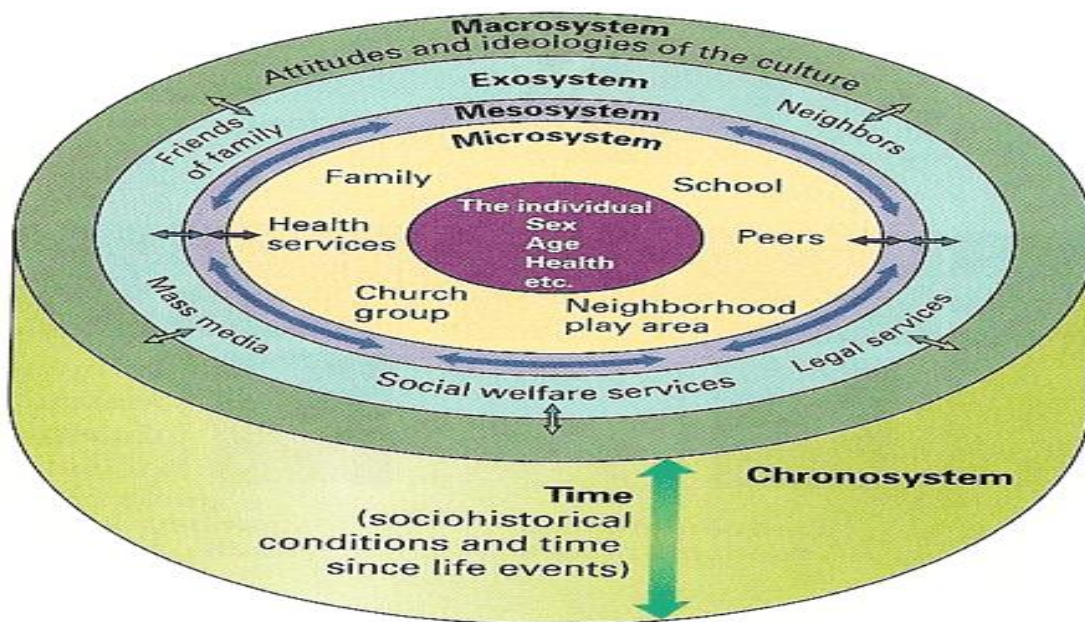 Macrosystem
Attitudes and ideologies of the culture
Exosystem
Mesosystem
Microsystem
Friends
of family
Neighbors
Family
School
Health
services
The individual
Sex
Age
Health
etc.
Peers
Church
group
Neighborhood
play area
Mass media
Social welfare services
Legal services
Chronosystem
Time
(sociohistorical
conditions and time
since life events)